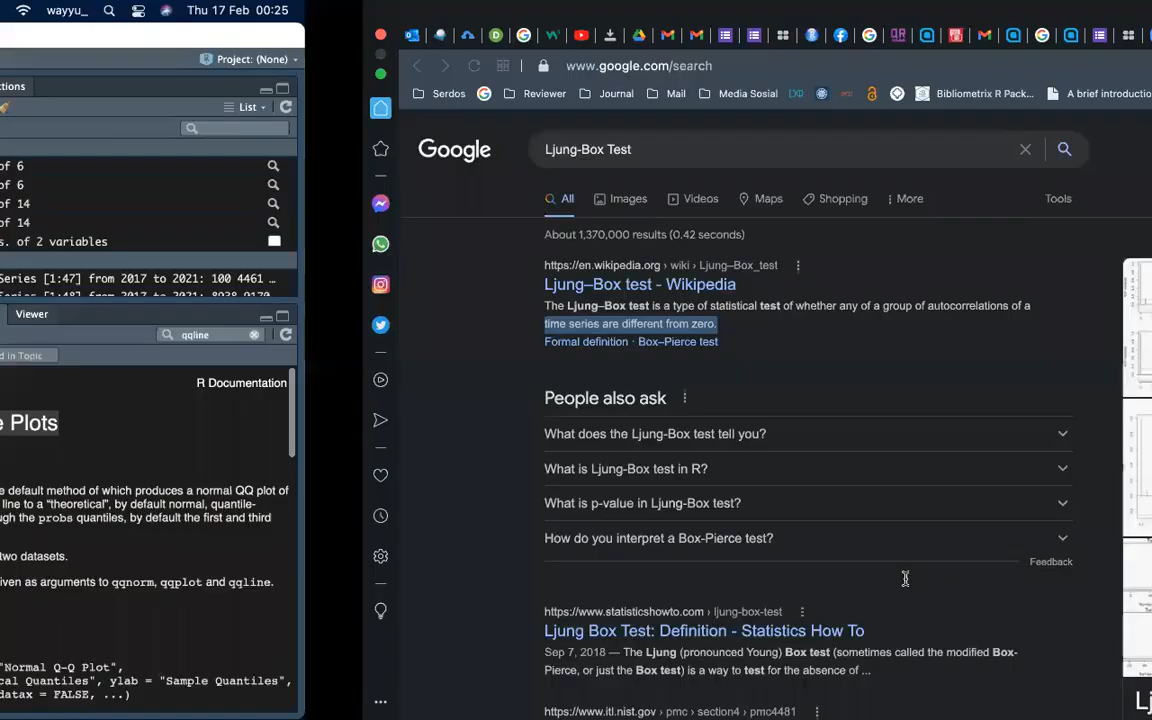 wayyu_ Thu 17 Feb 00:25
Project: (None)
ctions
List
of 6
of 6
of 14
of 14
s. of 2 variables
Series [1:47] from 2017 to 2021: 100 4461 …
Viewer
qqline
d in Topic
R Documentation
e Plots
e default method of which produces a normal QQ plot of
line to a “theoretical”, by default normal, quantile-
ugh the probs quantiles, by default the first and third
two datasets.
iven as arguments to qqnorm, qqplot and qqline.
"Normal Q-Q Plot",
cal Quantiles", ylab = "Sample Quantiles",
datax = FALSE, ...)
www.google.com/search
Serdos Reviewer Journal Mail Media Sosial Bibliometrix R Pack... A brief introductio
Google Ljung-Box Test
All Images Videos Maps Shopping More Tools
About 1,370,000 results (0.42 seconds)
https://en.wikipedia.org › wiki › Ljung–Box_test
Ljung–Box test - Wikipedia
The Ljung–Box test is a type of statistical test of whether any of a group of autocorrelations of a
time series are different from zero.
Formal definition · Box–Pierce test
People also ask
What does the Ljung-Box test tell you?
What is Ljung-Box test in R?
What is p-value in Ljung-Box test?
How do you interpret a Box-Pierce test?
Feedback
https://www.statisticshowto.com › ljung-box-test
Ljung Box Test: Definition - Statistics How To
Sep 7, 2018 — The Ljung (pronounced Young) Box test (sometimes called the modified Box-
Pierce, or just the Box test) is a way to test for the absence of ...
https://www.itl.nist.gov › pmc › section4 › pmc4481
Lj